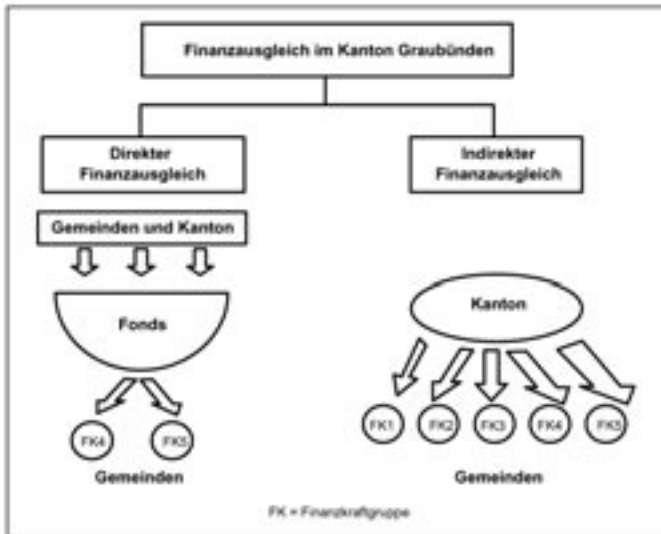 Finanzausgleich im Kanton Graubünden
Direkter
Finanzausgleich
Indirekter
Finanzausgleich
Gemeinden und Kanton
Fonds
Kanton
FK4
FK5
FK1
FK2
FK3
FK4
FK5
Gemeinden
Gemeinden
FK = Finanzkraftgruppe